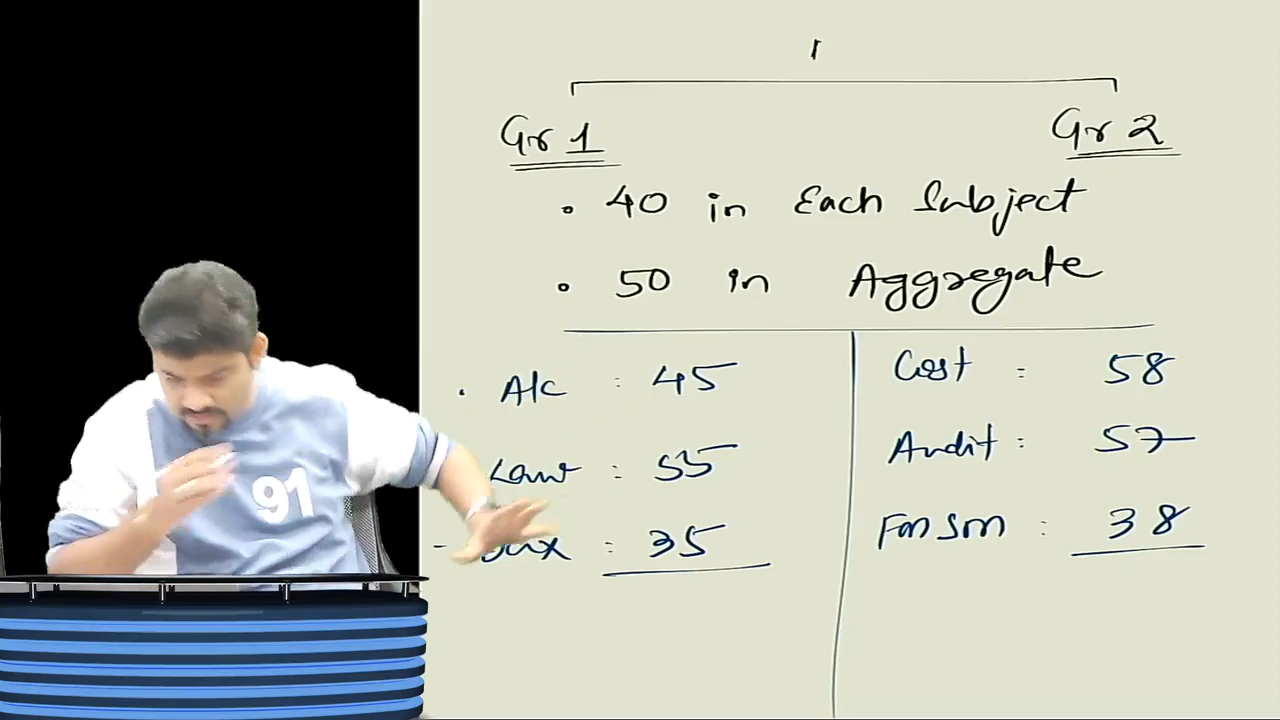 Gr 1
Gr 2
• 40 in Each Subject
• 50 in Aggregate
• A/c : 45
Law : 55
- Tax : 35
Cost : 58
Audit : 57
Fm Sm : 38
91